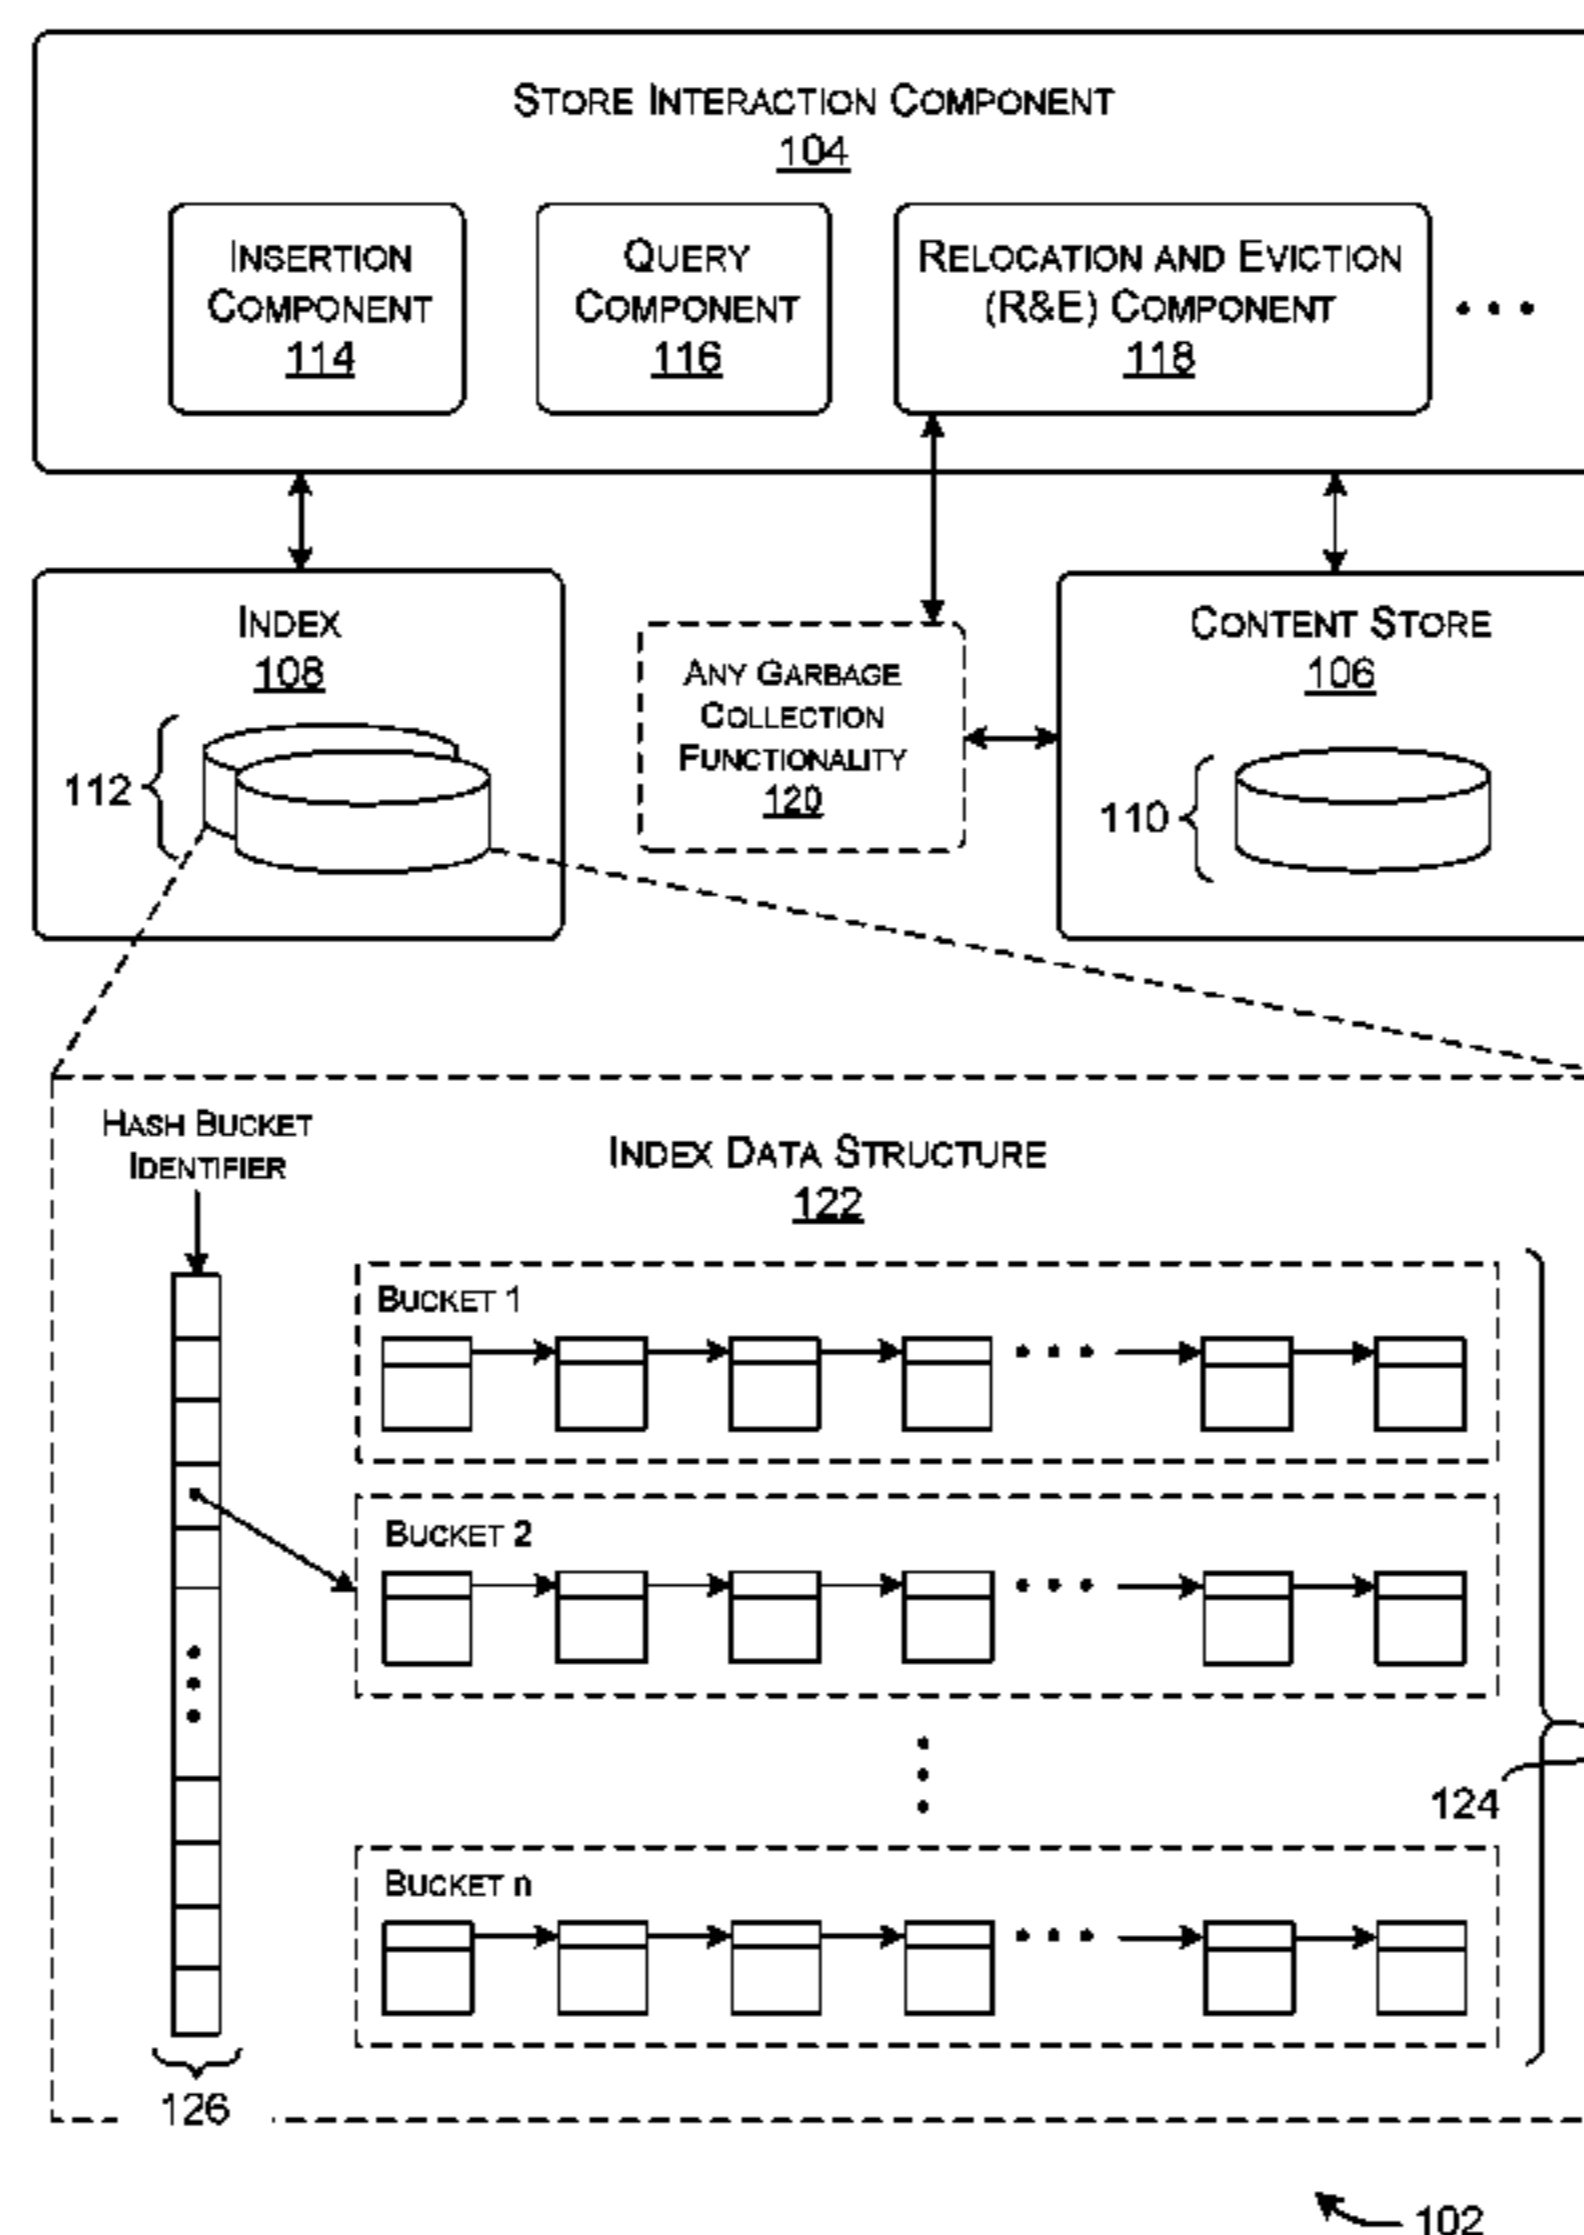 STORE INTERACTION COMPONENT
104
INSERTION
COMPONENT
114
QUERY
COMPONENT
116
RELOCATION AND EVICTION
(R&E) COMPONENT
118
INDEX
108
112
ANY GARBAGE
COLLECTION
FUNCTIONALITY
120
CONTENT STORE
106
110
HASH BUCKET
IDENTIFIER
INDEX DATA STRUCTURE
122
BUCKET 1
BUCKET 2
124
BUCKET n
126
102